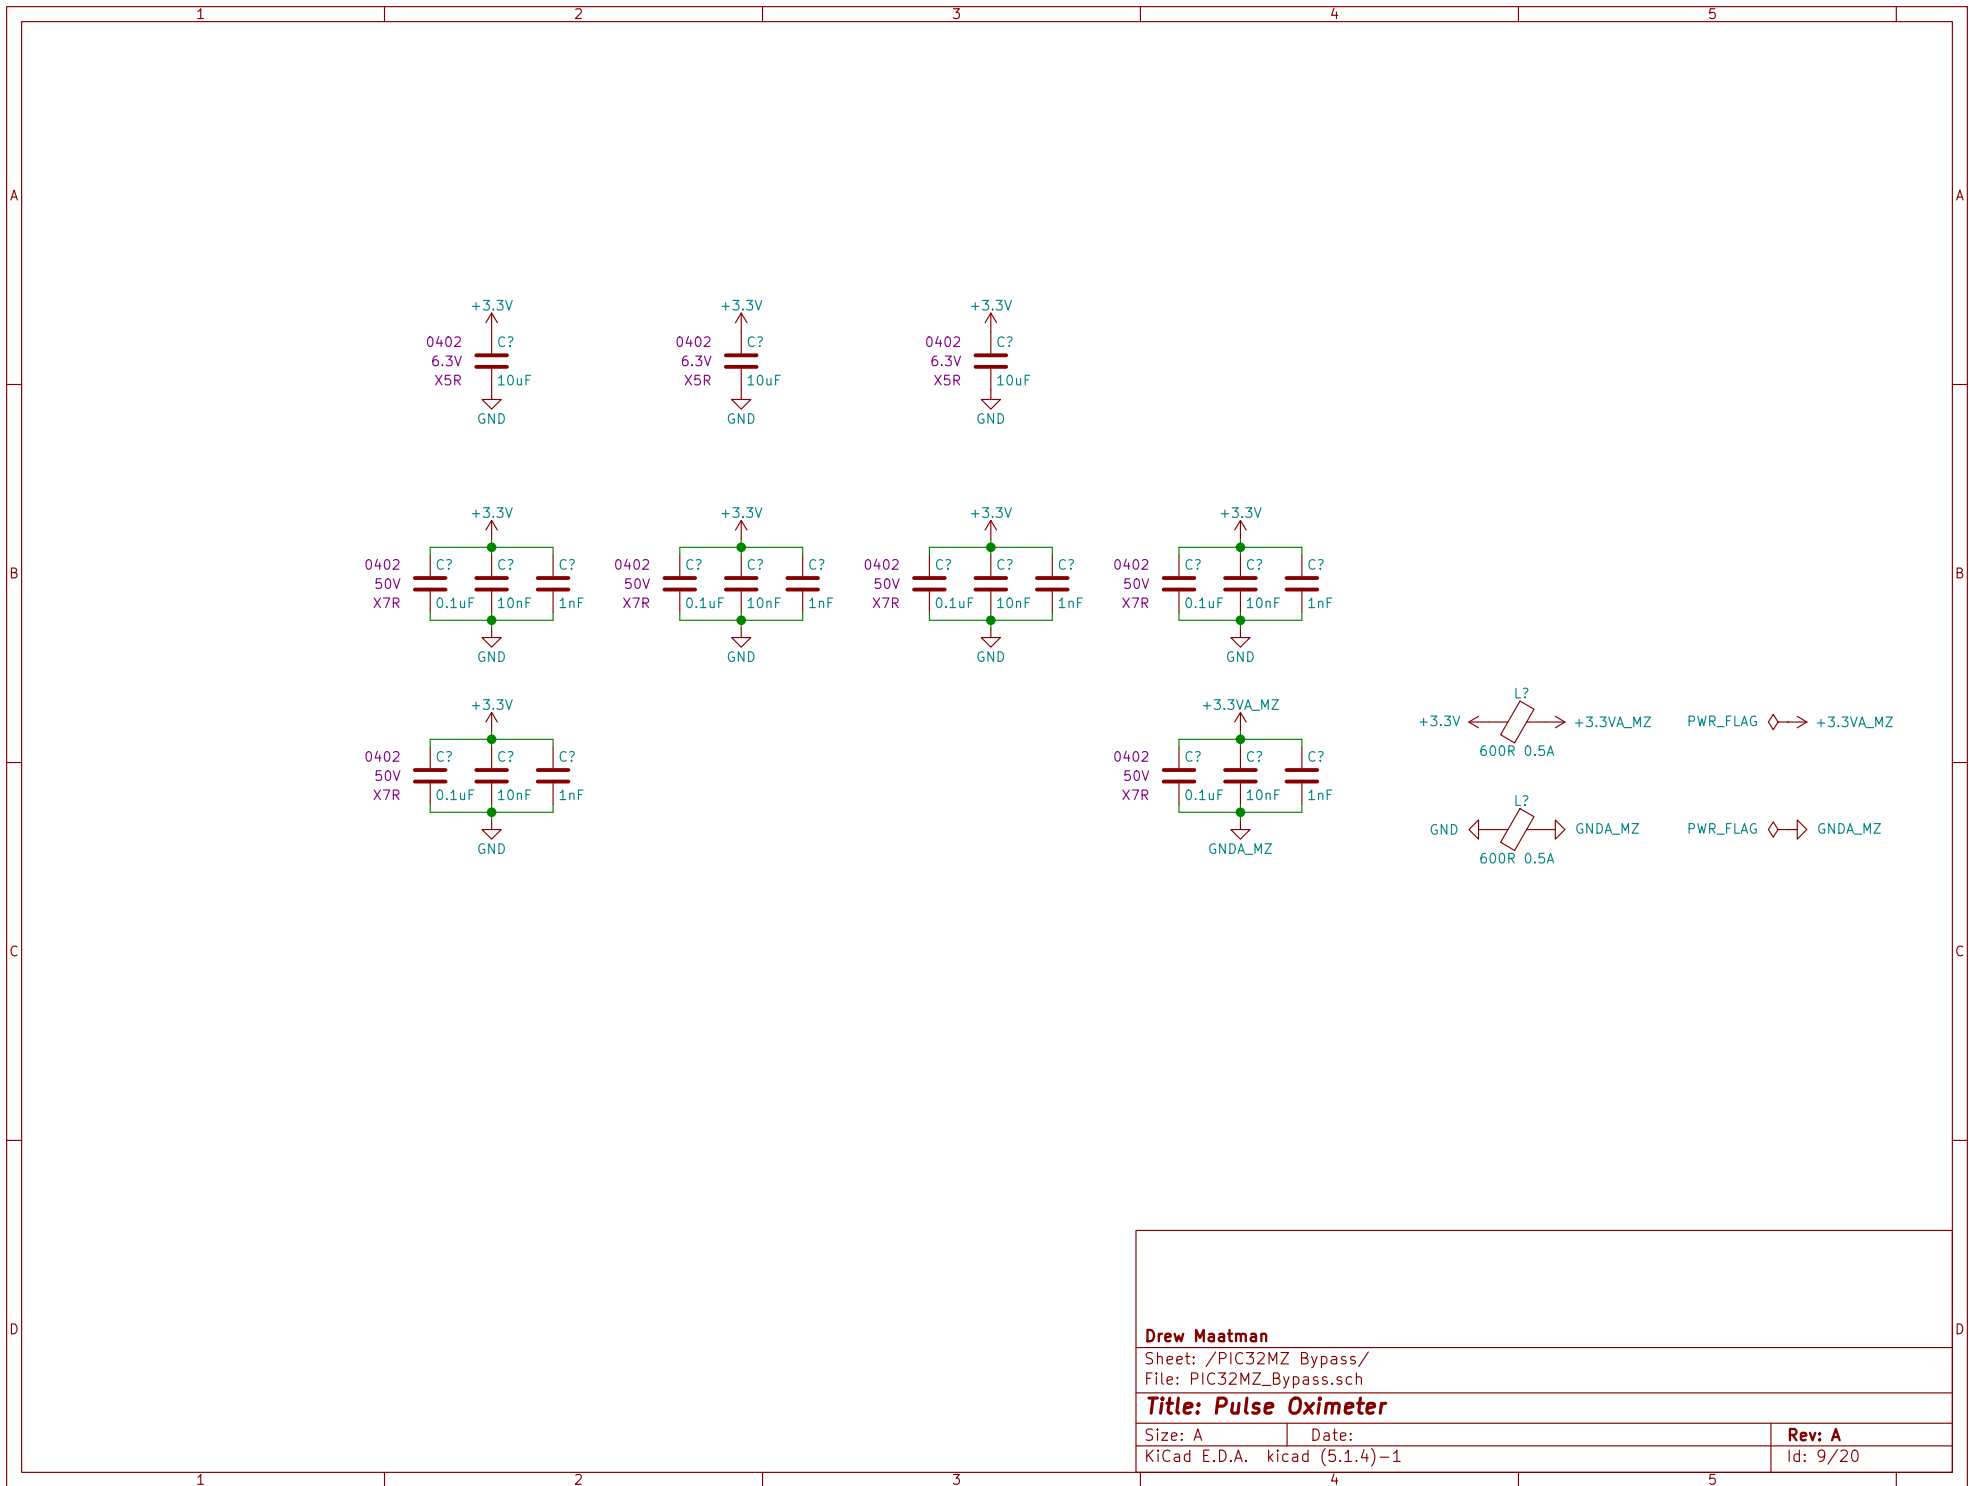 1 2 3 4 5
A A
+3.3V +3.3V +3.3V
0402 C? 0402 C? 0402 C?
6.3V 6.3V 6.3V
X5R 10uF X5R 10uF X5R 10uF
GND GND GND
+3.3V +3.3V +3.3V +3.3V
0402 C? C? C? 0402 C? C? C? 0402 C? C? C? 0402 C? C? C?
B B
50V 50V 50V 50V
X7R 0.1uF 10nF 1nF X7R 0.1uF 10nF 1nF X7R 0.1uF 10nF 1nF X7R 0.1uF 10nF 1nF
GND GND GND GND
L?
+3.3V +3.3VA_MZ
+3.3V +3.3VA_MZ PWR_FLAG +3.3VA_MZ
600R 0.5A
0402 C? C? C? 0402 C? C? C?
50V 50V
X7R 0.1uF 10nF 1nF X7R 0.1uF 10nF 1nF
L?
GND GNDA_MZ PWR_FLAG GNDA_MZ
GND GNDA_MZ
600R 0.5A
C C
D D
Drew Maatman
Sheet: /PIC32MZ Bypass/
File: PIC32MZ_Bypass.sch
Title: Pulse Oximeter
Size: A Date: Rev: A
KiCad E.D.A. kicad (5.1.4)-1 Id: 9/20
1 2 3 4 5